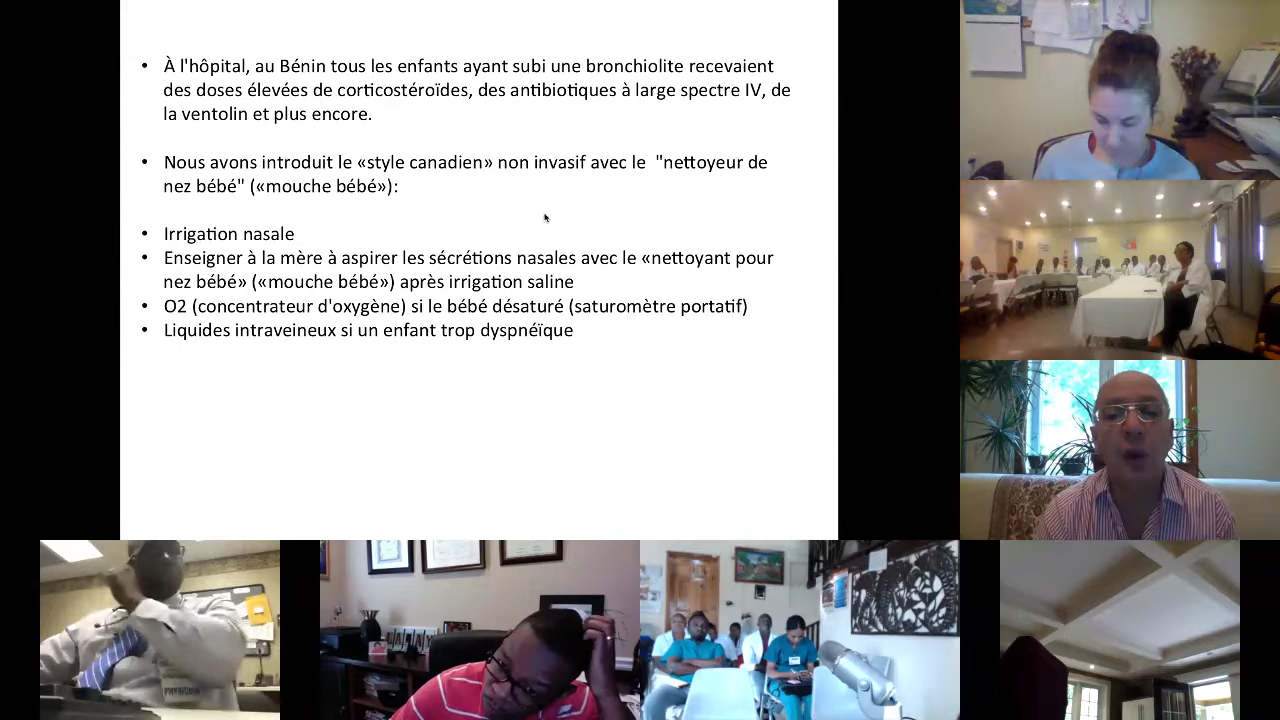 • À l'hôpital, au Bénin tous les enfants ayant subi une bronchiolite recevaient
des doses élevées de corticostéroïdes, des antibiotiques à large spectre IV, de
la ventolin et plus encore.
• Nous avons introduit le «style canadien» non invasif avec le "nettoyeur de
nez bébé" («mouche bébé»):
• Irrigation nasale
• Enseigner à la mère à aspirer les sécrétions nasales avec le «nettoyant pour
nez bébé» («mouche bébé») après irrigation saline
• O2 (concentrateur d'oxygène) si le bébé désaturé (saturomètre portatif)
• Liquides intraveineux si un enfant trop dyspnéïque